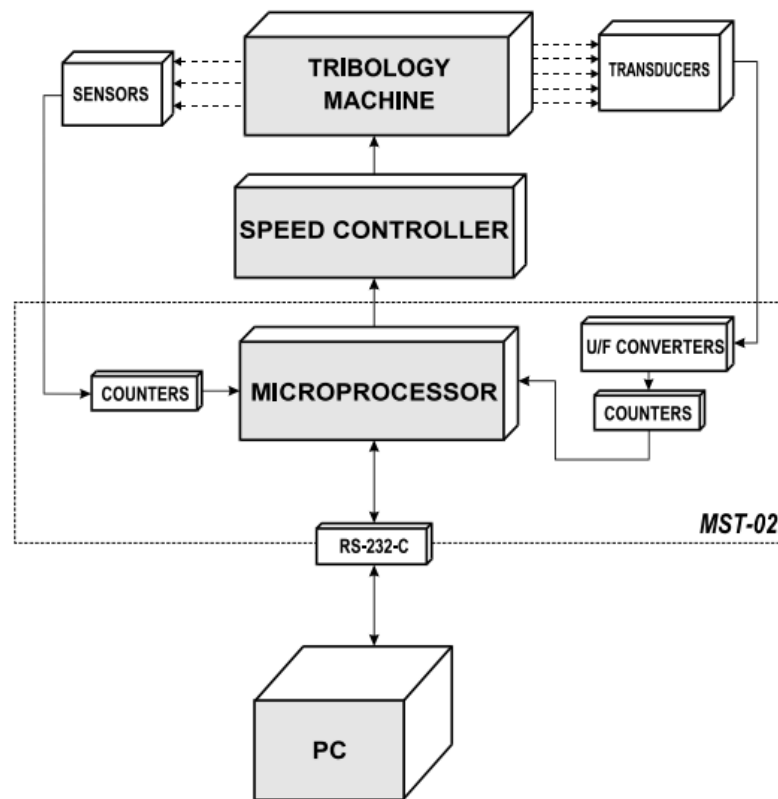 TRIBOLOGY
MACHINE
SENSORS
TRANSDUCERS
SPEED CONTROLLER
U/F CONVERTERS
COUNTERS
MICROPROCESSOR
COUNTERS
MST-02
RS-232-C
PC